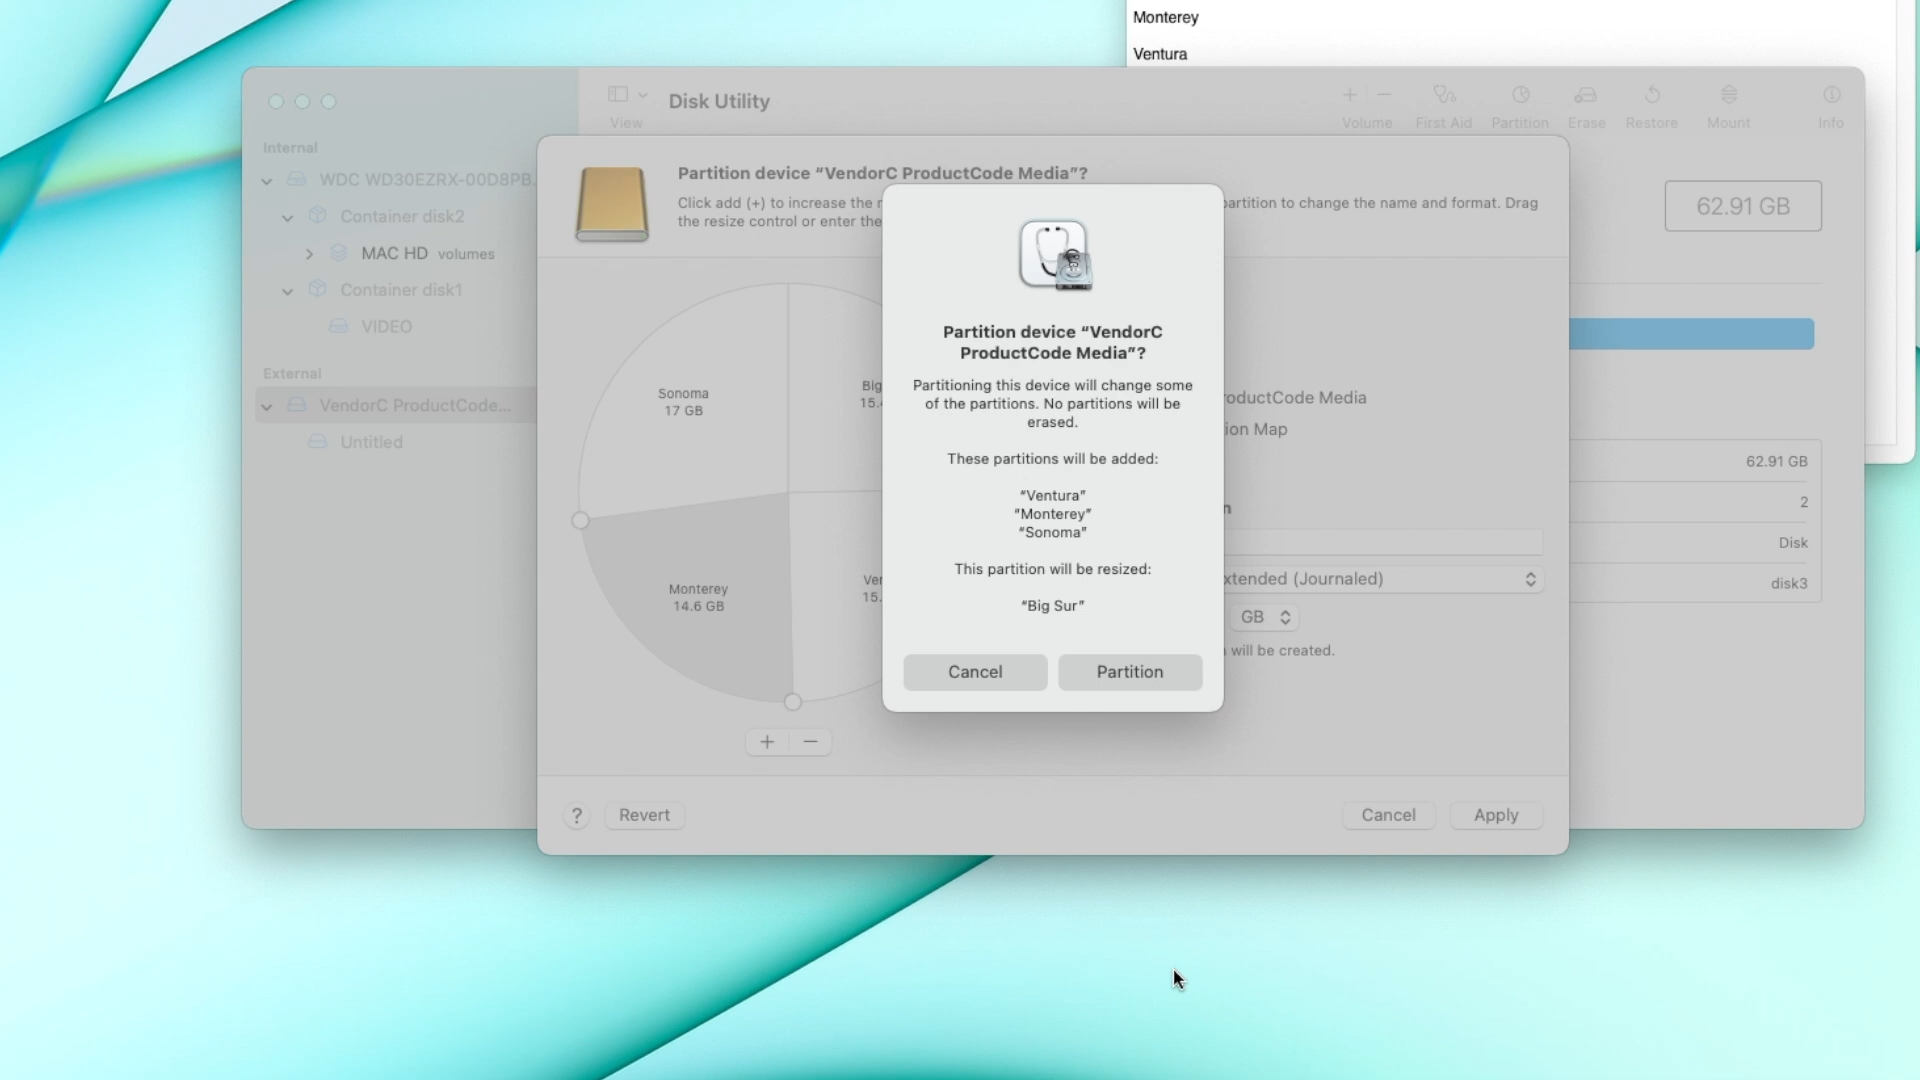 Monterey
Ventura
Disk Utility
View
Volume
First Aid
Partition
Erase
Restore
Mount
Info
Internal
WDC WD30EZRX-00D8PB.
Container disk2
MAC HD volumes
Container disk1
VIDEO
External
VendorC ProductCode...
Untitled
Partition device “VendorC ProductCode Media”?
Click add (+) to increase the
partition to change the name and format. Drag
the resize control or enter the
62.91 GB
Sonoma
17 GB
Big
15.
Monterey
14.6 GB
15.
Partition device “VendorC
ProductCode Media”?
Partitioning this device will change some
of the partitions. No partitions will be
erased.
These partitions will be added:
“Ventura”
“Monterey”
“Sonoma”
This partition will be resized:
“Big Sur”
Cancel
Partition
roductCode Media
ion Map
xtended (Journaled)
GB
will be created.
62.91 GB
2
Disk
disk3
+
−
?
Revert
Cancel
Apply